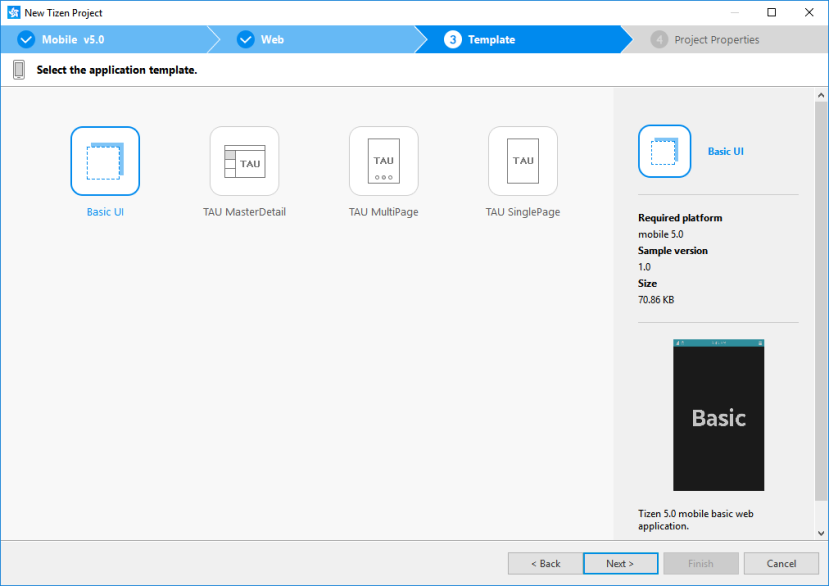 New Tizen Project
Mobile v5.0
Web
3 Template
4 Project Properties
Select the application template.
TAU
TAU
TAU
Basic UI
TAU MasterDetail
TAU MultiPage
TAU SinglePage
Basic UI
Required platform
mobile 5.0
Sample version
1.0
Size
70.86 KB
Basic
Tizen 5.0 mobile basic web
application.
< Back
Next >
Finish
Cancel